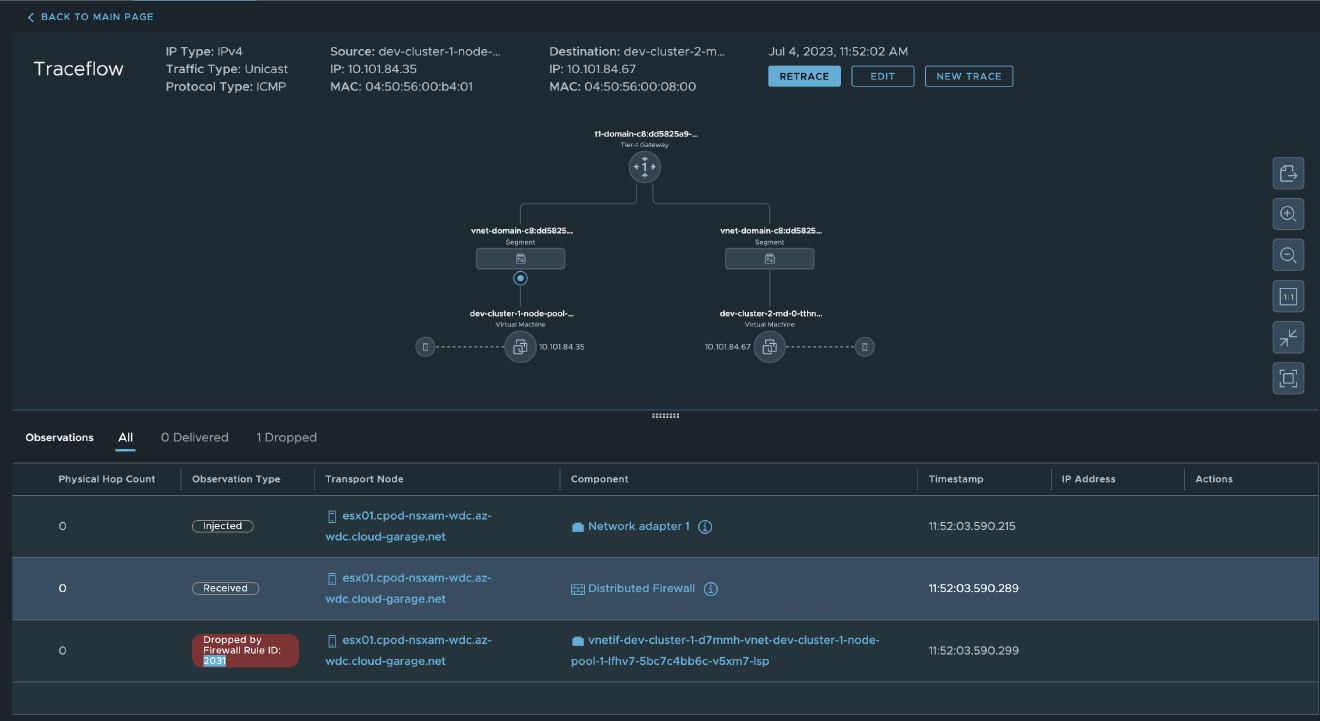 BACK TO MAIN PAGE
Traceflow
IP Type: IPv4
Traffic Type: Unicast
Protocol Type: ICMP
Source: dev-cluster-1-node-...
IP: 10.101.84.35
MAC: 04:50:56:00:b4:01
Destination: dev-cluster-2-m...
IP: 10.101.84.67
MAC: 04:50:56:00:08:00
Jul 4, 2023, 11:52:02 AM
RETRACE EDIT NEW TRACE
t1-domain-c8:dd5825a9-...
Tier-1 Gateway
1
vnet-domain-c8:dd5825...
Segment
vnet-domain-c8:dd5825...
Segment
dev-cluster-1-node-pool-...
Virtual Machine
10.101.84.35
dev-cluster-2-md-0-tthn...
Virtual Machine
10.101.84.67
1:1
Observations All 0 Delivered 1 Dropped
Physical Hop Count Observation Type Transport Node Component Timestamp IP Address Actions
0
Injected
esx01.cpod-nsxam-wdc.az-
wdc.cloud-garage.net
Network adapter 1
11:52:03.590.215
0
Received
esx01.cpod-nsxam-wdc.az-
wdc.cloud-garage.net
Distributed Firewall
11:52:03.590.289
0
Dropped by
Firewall Rule ID:
2031
esx01.cpod-nsxam-wdc.az-
wdc.cloud-garage.net
vnetif-dev-cluster-1-d7mmh-vnet-dev-cluster-1-node-
pool-1-lfhv7-5bc7c4bb6c-v5xm7-lsp
11:52:03.590.299